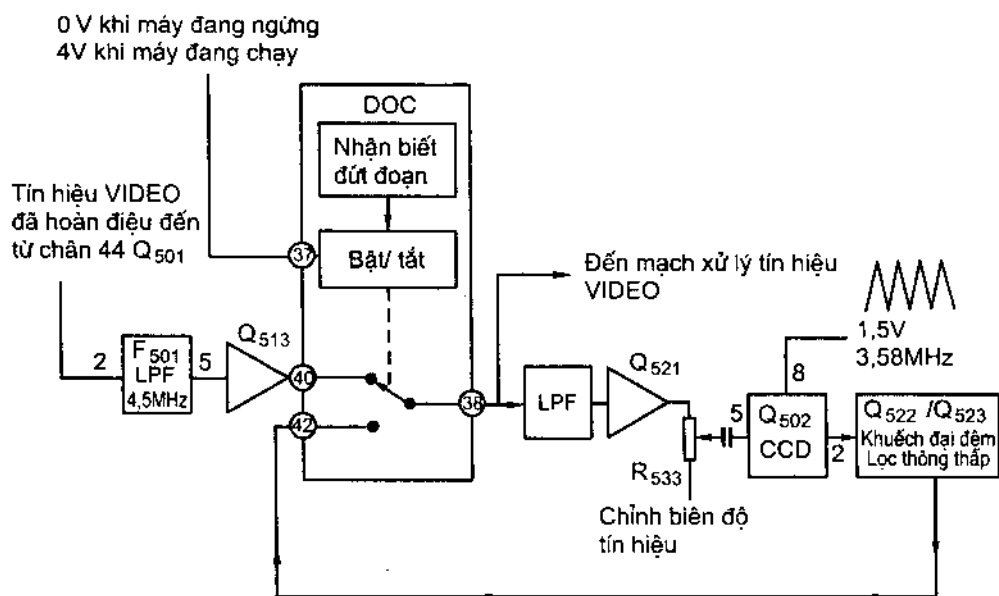 0 V khi máy đang ngừng
4V khi máy đang chạy
DOC
Nhận biết
đứt đoạn
Tín hiệu VIDEO
đã hoàn điệu đến
từ chân 44 Q501
37
Bật/ tắt
Đến mạch xử lý tín hiệu
VIDEO
1,5V
3,58MHz
2
F501
LPF
4,5MHz
5
Q513
40
42
38
LPF
Q521
R533
Chỉnh biên độ
tín hiệu
5
8
Q502
CCD
2
Q522 /Q523
Khuếch đại đệm
Lọc thông thấp